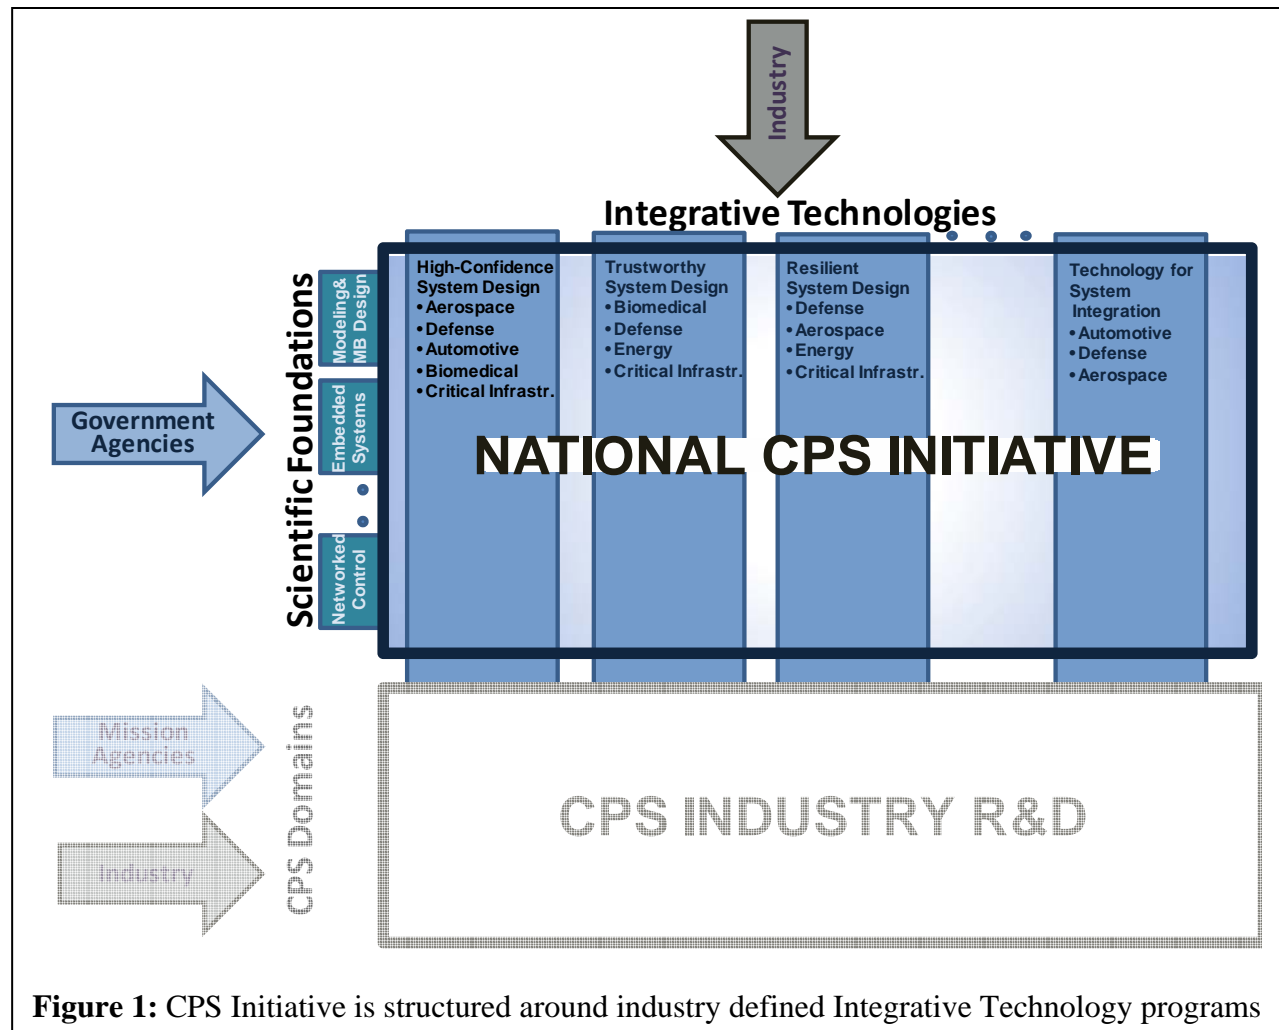 Industry
Integrative Technologies
High-Confidence
System Design
• Aerospace
• Defense
• Automotive
• Biomedical
• Critical Infrastr.
Trustworthy
System Design
• Biomedical
• Defense
• Energy
• Critical Infrastr.
Resilient
System Design
• Defense
• Aerospace
• Energy
• Critical Infrastr.
Technology for
System
Integration
• Automotive
• Defense
• Aerospace
Scientific Foundations
Modeling&
MB Design
Embedded
Systems
Networked
Control
Government
Agencies
NATIONAL CPS INITIATIVE
Mission
Agencies
Industry
CPS Domains
CPS INDUSTRY R&D
Figure 1: CPS Initiative is structured around industry defined Integrative Technology programs